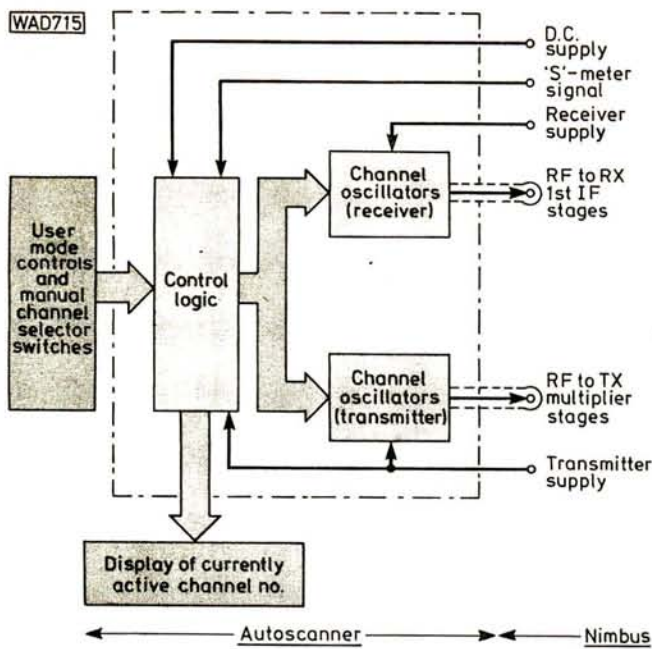 WAD715
D.C.
supply
'S'-meter
signal
Receiver
supply
User
mode
controls
and
manual
channel
selector
switches
Control
logic
Channel
oscillators
(receiver)
RF to RX
1st IF
stages
Channel
oscillators
(transmitter)
RF to TX
multiplier
stages
Transmitter
supply
Display of currently
active channel no.
Autoscanner
Nimbus